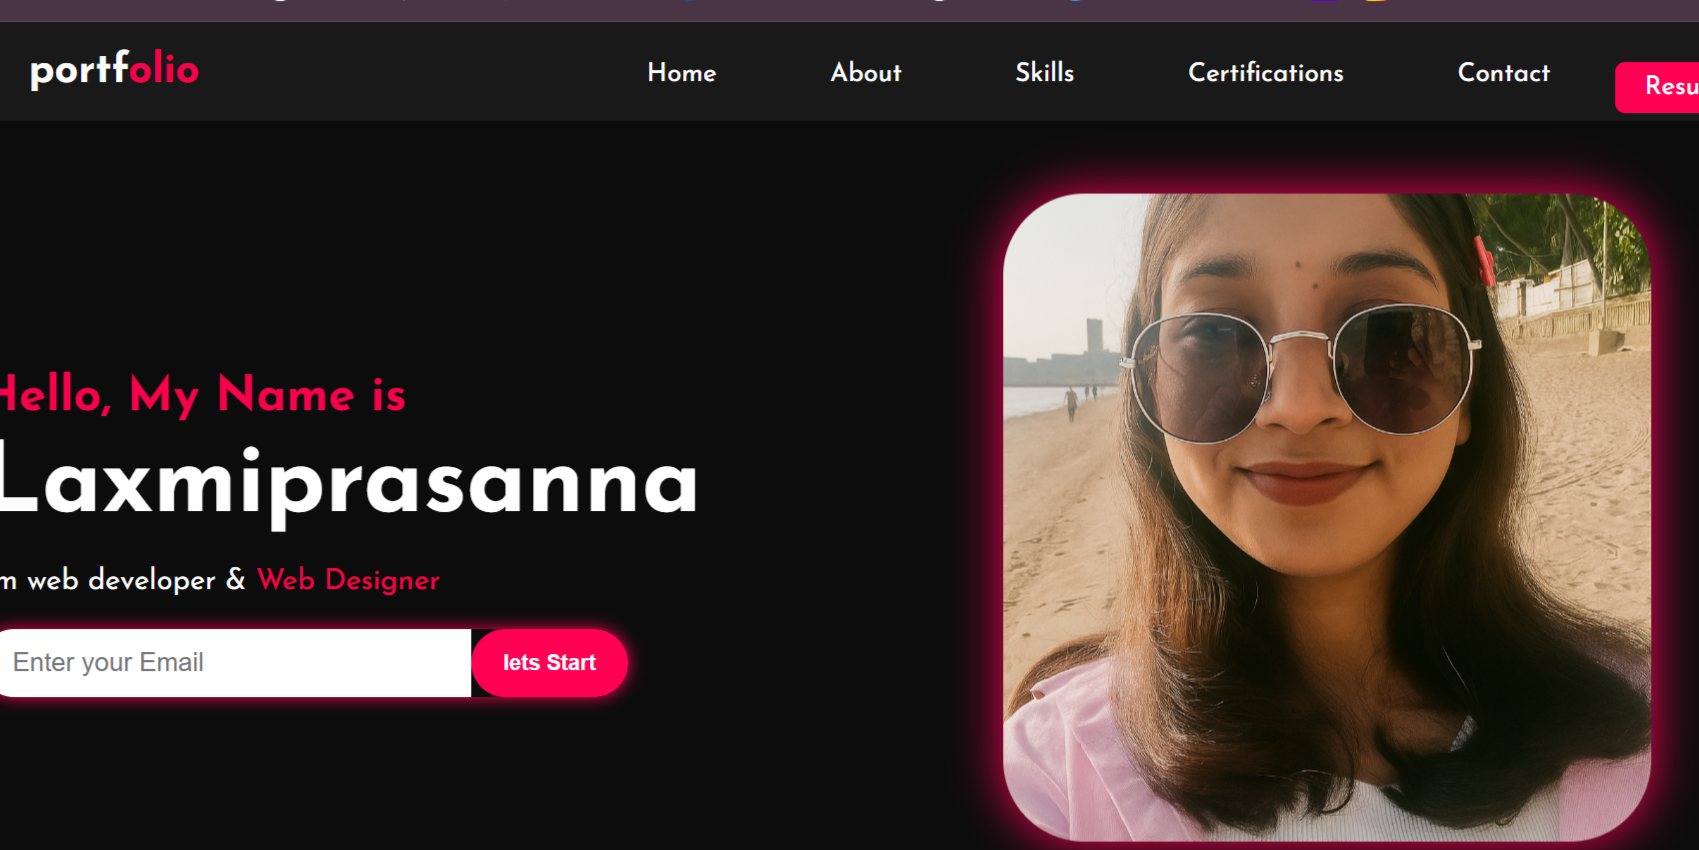 portfolio
Home About Skills Certifications Contact
Hello, My Name is
Laxmiprasanna
web developer & Web Designer
Enter your Email lets Start